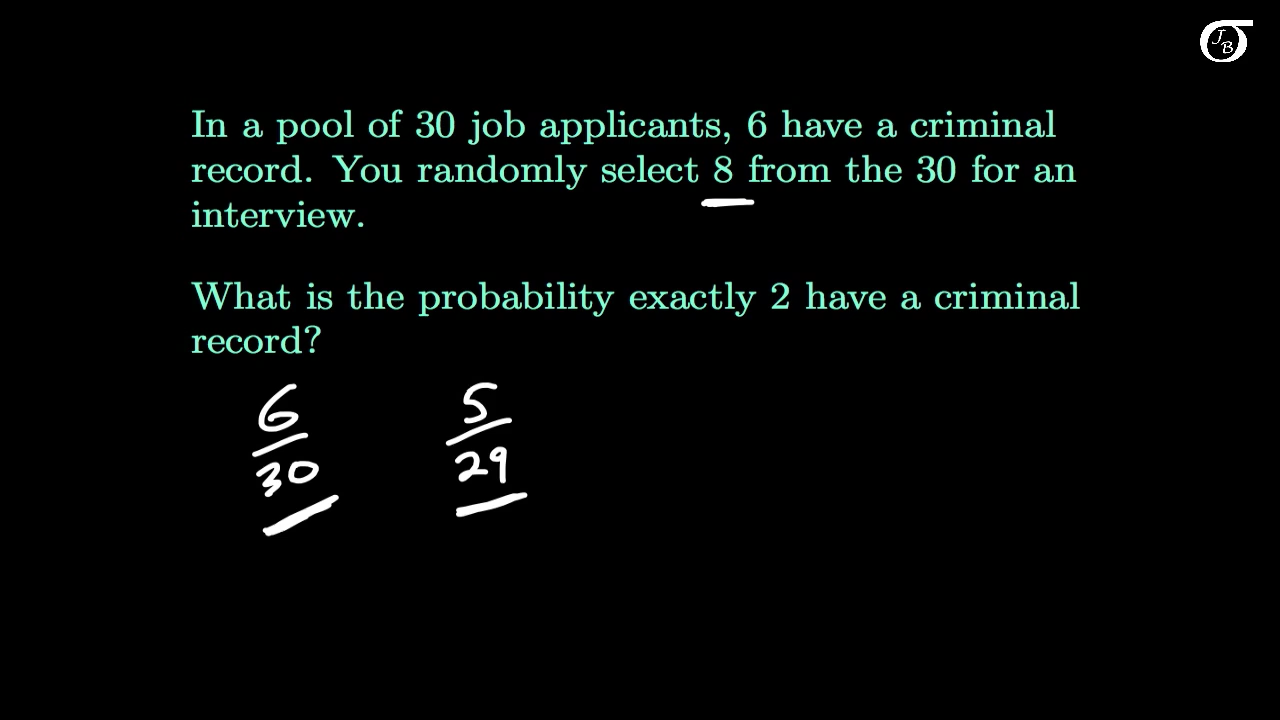 JB
In a pool of 30 job applicants, 6 have a criminal
record. You randomly select 8 from the 30 for an
interview.
What is the probability exactly 2 have a criminal
record?
6 5
30 29